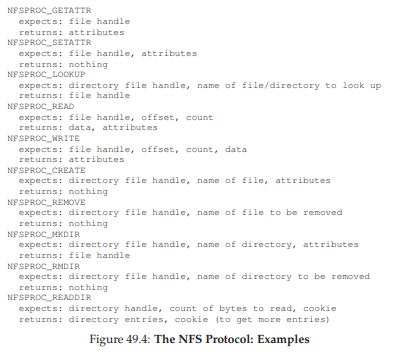 NFSPROC_GETATTR
expects: file handle
returns: attributes
NFSPROC_SETATTR
expects: file handle, attributes
returns: nothing
NFSPROC_LOOKUP
expects: directory file handle, name of file/directory to look up
returns: file handle
NFSPROC_READ
expects: file handle, offset, count
returns: data, attributes
NFSPROC_WRITE
expects: file handle, offset, count, data
returns: attributes
NFSPROC_CREATE
expects: directory file handle, name of file, attributes
returns: nothing
NFSPROC_REMOVE
expects: directory file handle, name of file to be removed
returns: nothing
NFSPROC_MKDIR
expects: directory file handle, name of directory, attributes
returns: file handle
NFSPROC_RMDIR
expects: directory file handle, name of directory to be removed
returns: nothing
NFSPROC_READDIR
expects: directory handle, count of bytes to read, cookie
returns: directory entries, cookie (to get more entries)
Figure 49.4: The NFS Protocol: Examples